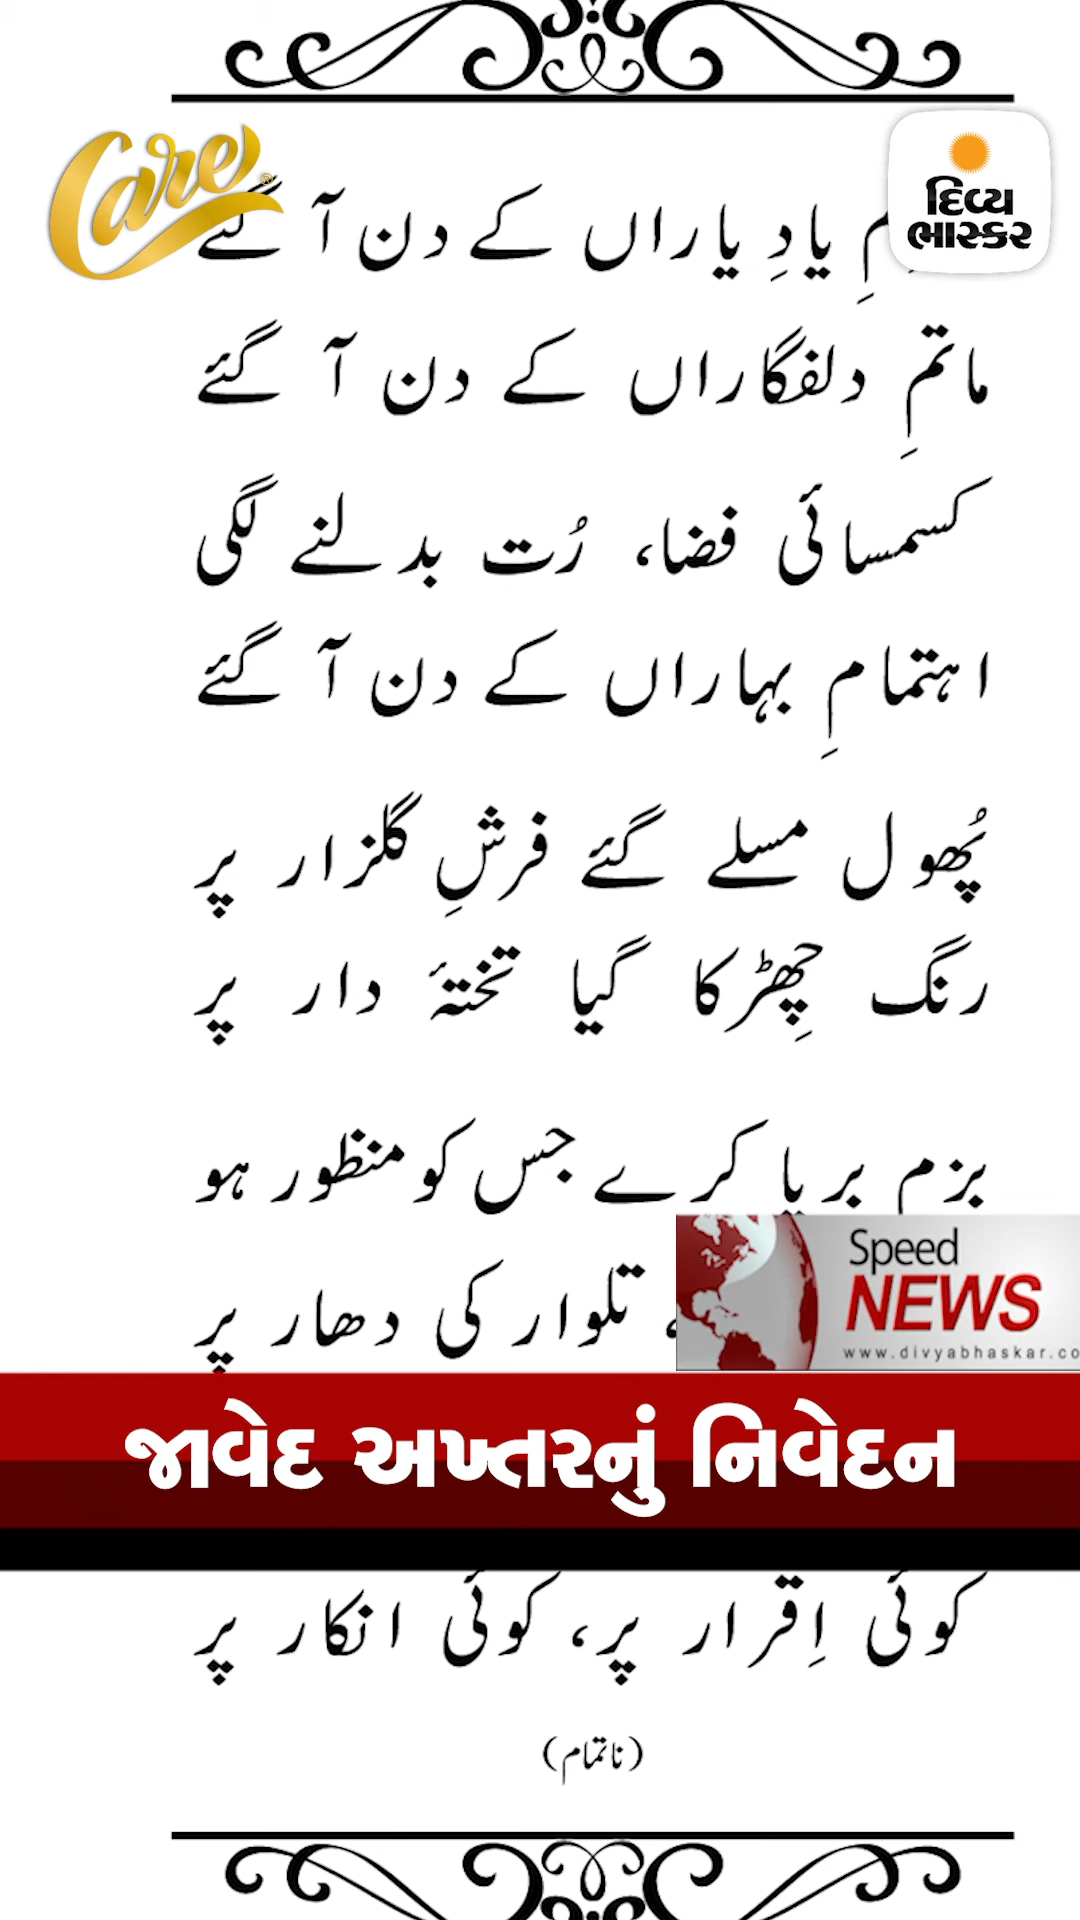 Care
દિવ્ય
ભાસ્કર
یادِ یاراں کے دن آ گئے
ماتمِ دلفگاراں کے دن آ گئے
کسمسائی فضا، رُت بدلنے لگی
اہتمامِ بہاراں کے دن آ گئے
پُھول مسلے گئے فرشِ گلزار پر
رنگ چِھڑکا گیا تختۂ دار پر
بزم برپا کرے جس کو منظور ہو
، تلوار کی دھار پر
Speed
NEWS
www.divyabhaskar.co
જાવેદ અખ્તરનું નિવેદન
کوئی اِقرار پر، کوئی انکار پر
(ناتمام)